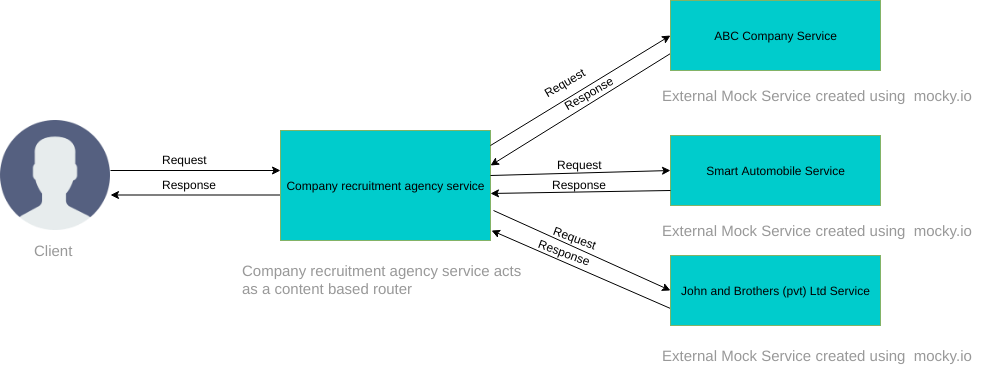 ABC Company Service
External Mock Service created using  mocky.io
Request
Response
Request
Response
Client
Company recruitment agency service
Company recruitment agency service acts
as a content based router
Request
Response
Smart Automobile Service
External Mock Service created using  mocky.io
Request
Response
John and Brothers (pvt) Ltd Service
External Mock Service created using  mocky.io